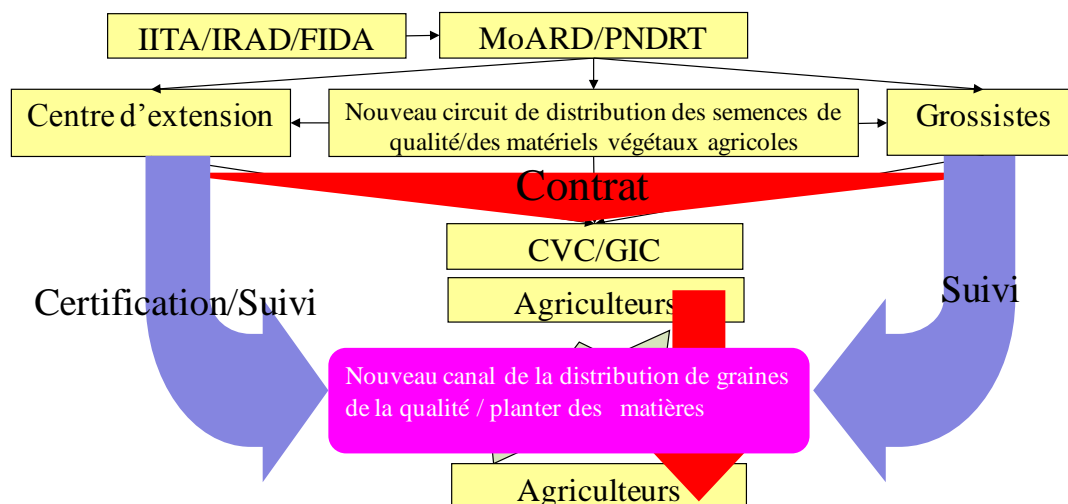 IITA/IRAD/FIDA
MoARD/PNDRT
Centre d'extension
Nouveau circuit de distribution des semences de
qualité/des matériels végétaux agricoles
Grossistes
Contrat
CVC/GIC
Certification/Suivi
Agriculteurs
Suivi
Nouveau canal de la distribution de graines
de la qualité / planter des matières
Agriculteurs